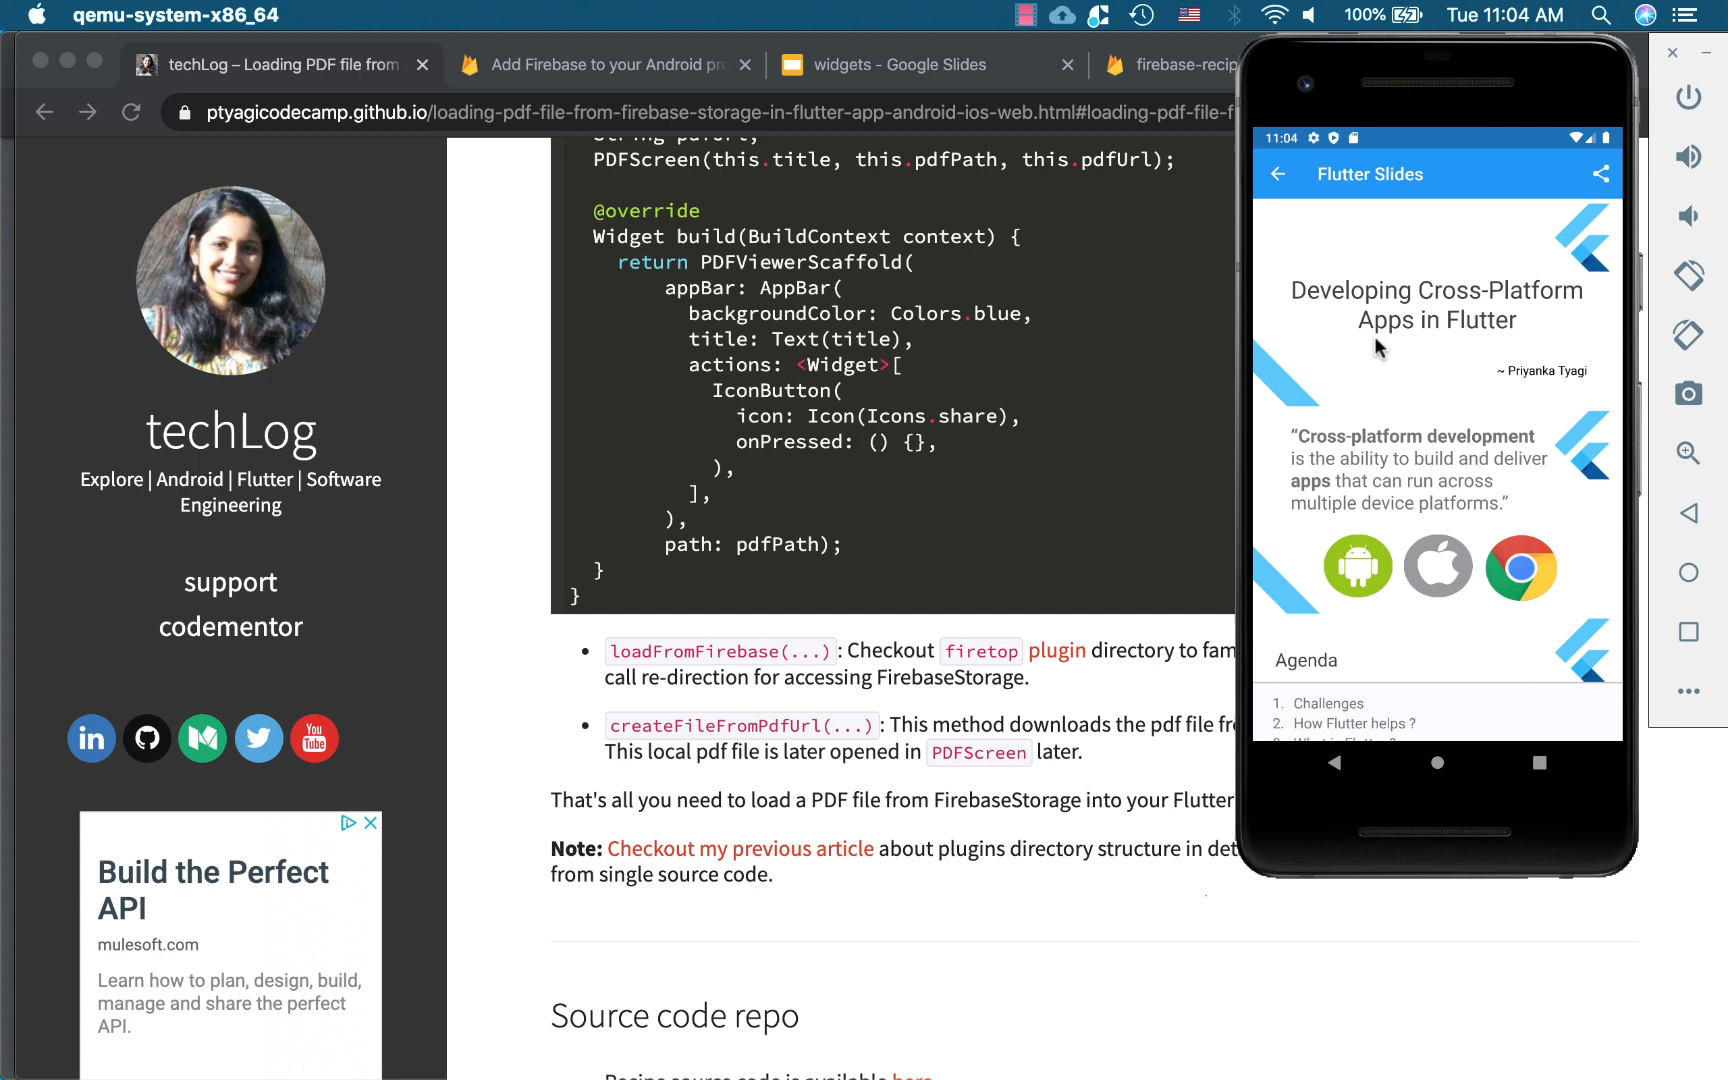 qemu-system-x86_64
100%
Tue 11:04 AM
techLog – Loading PDF file from
Add Firebase to your Android pr
widgets - Google Slides
firebase-recip
ptyagicodecamp.github.io/loading-pdf-file-from-firebase-storage-in-flutter-app-android-ios-web.html#loading-pdf-file-f
techLog
Explore | Android | Flutter | Software
Engineering
support
codementor
in
You
Tube
Build the Perfect
API
mulesoft.com
Learn how to plan, design, build,
manage and share the perfect
API.
PDFScreen(this.title, this.pdfPath, this.pdfUrl);
@override
Widget build(BuildContext context) {
return PDFViewerScaffold(
appBar: AppBar(
backgroundColor: Colors.blue,
title: Text(title),
actions: <Widget>[
IconButton(
icon: Icon(Icons.share),
onPressed: () {},
),
],
),
path: pdfPath);
}
}
loadFromFirebase(...): Checkout firetop plugin directory to fam
call re-direction for accessing FirebaseStorage.
createFileFromPdfUrl(...): This method downloads the pdf file fr
This local pdf file is later opened in PDFScreen later.
That's all you need to load a PDF file from FirebaseStorage into your Flutter
Note: Checkout my previous article about plugins directory structure in det
from single source code.
Source code repo
11:04
Flutter Slides
Developing Cross-Platform
Apps in Flutter
~ Priyanka Tyagi
“Cross-platform development
is the ability to build and deliver
apps that can run across
multiple device platforms.”
Agenda
1. Challenges
2. How Flutter helps ?